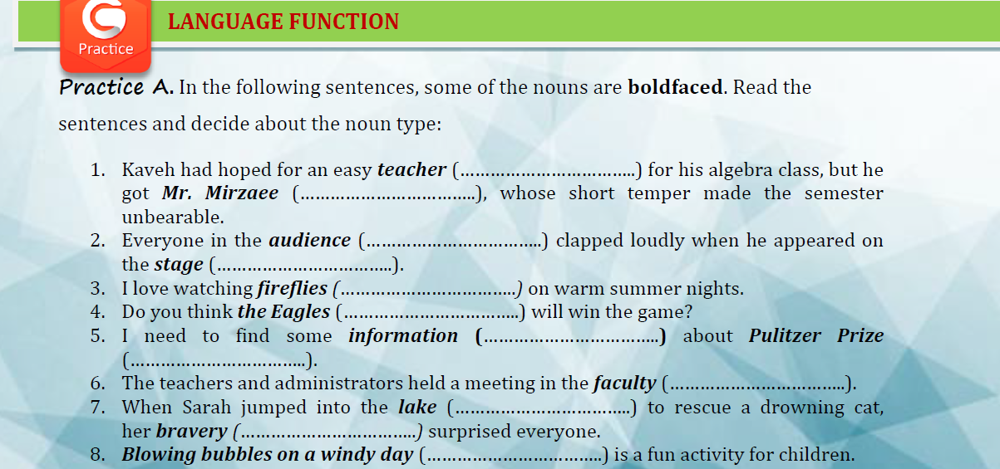 LANGUAGE FUNCTION
Practice
Practice A. In the following sentences, some of the nouns are boldfaced. Read the
sentences and decide about the noun type:
1. Kaveh had hoped for an easy teacher (……………………………..) for his algebra class, but he
got Mr. Mirzaee (……………………………..), whose short temper made the semester
unbearable.
2. Everyone in the audience (……………………………..) clapped loudly when he appeared on
the stage (……………………………..).
3. I love watching fireflies (……………………………..) on warm summer nights.
4. Do you think the Eagles (……………………………..) will win the game?
5. I need to find some information (……………………………..) about Pulitzer Prize
(……………………………..).
6. The teachers and administrators held a meeting in the faculty (……………………………..).
7. When Sarah jumped into the lake (……………………………..) to rescue a drowning cat,
her bravery (……………………………..) surprised everyone.
8. Blowing bubbles on a windy day (……………………………..) is a fun activity for children.